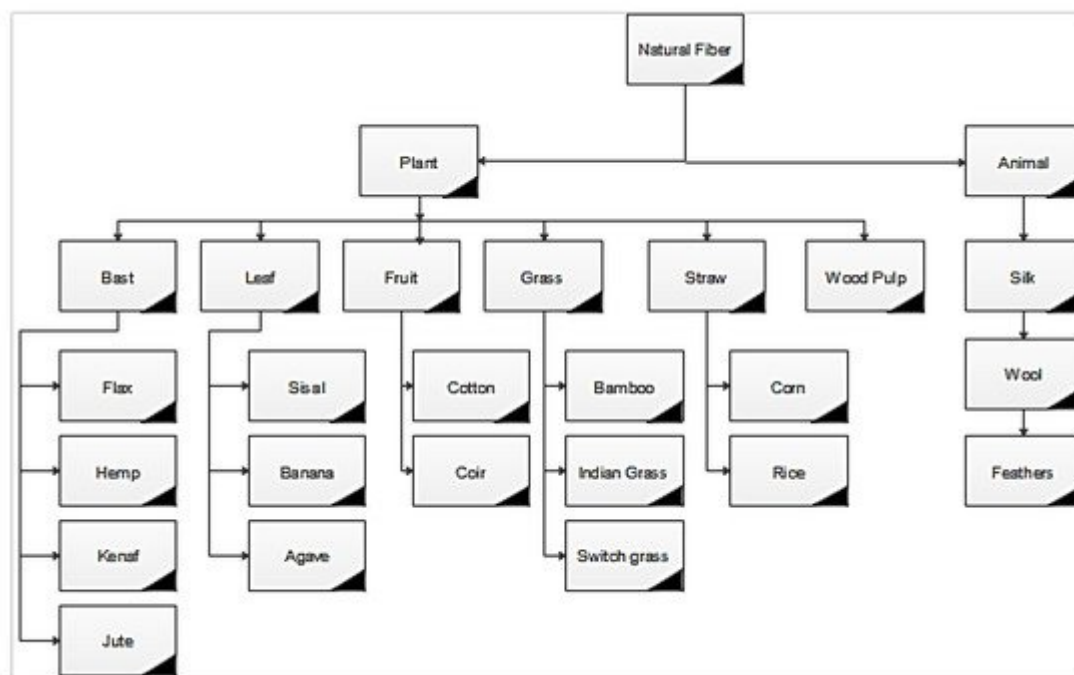 Natural Fiber
Plant
Animal
Bast
Leaf
Fruit
Grass
Straw
Wood Pulp
Silk
Flax
Sisal
Cotton
Bamboo
Corn
Wool
Hemp
Banana
Coir
Indian Grass
Rice
Feathers
Kenaf
Agave
Switch grass
Jute